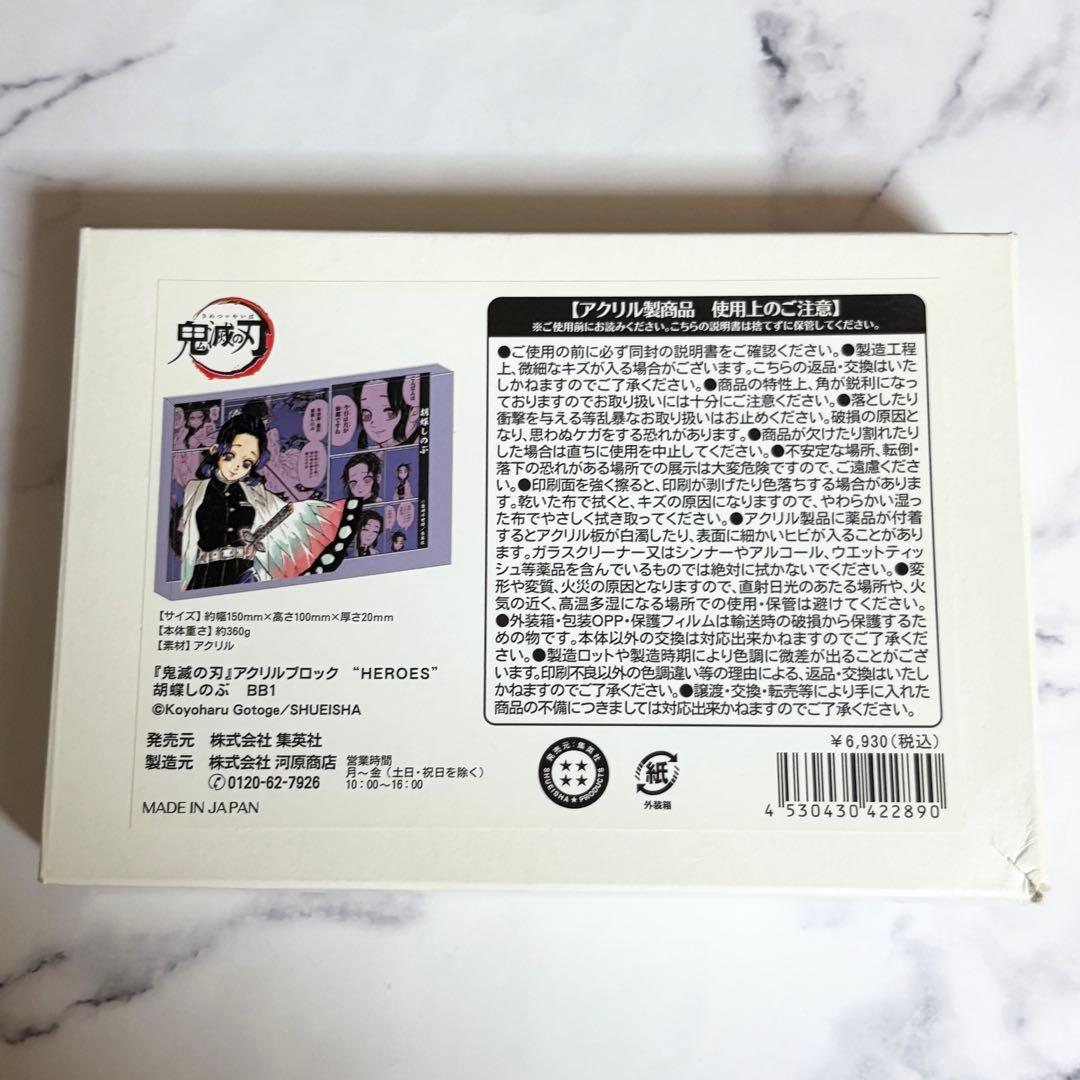 きめつのやいば
鬼滅の刃
胡蝶しのぶ
【サイズ】約幅150mm×高さ100mm×厚さ20mm
【本体重さ】約360g
【素材】アクリル
『鬼滅の刃』アクリルブロック “HEROES”
胡蝶しのぶ BB1
©Koyoharu Gotoge/SHUEISHA
発売元 株式会社 集英社
製造元 株式会社 河原商店
0120-62-7926
営業時間
月～金（土日・祝日を除く）
10：00～16：00
MADE IN JAPAN
【アクリル製商品 使用上のご注意】
※ご使用前にお読みください。こちらの説明書は捨てずに保管してください。
●ご使用の前に必ず同封の説明書をご確認ください。●製造工程
上、微細なキズが入る場合がございます。こちらの返品・交換はいた
しかねますのでご了承ください。●商品の特性上、角が鋭利になっ
ておりますのでお取り扱いには十分にご注意ください。●落としたり
衝撃を与える等乱暴なお取り扱いはお止めください。破損の原因と
なり、思わぬケガをする恐れがあります。●商品が欠けたり割れたり
した場合は直ちに使用を中止してください。●不安定な場所、転倒・
落下の恐れがある場所での展示は大変危険ですので、ご遠慮くださ
い。●印刷面を強く擦ると、印刷が剥げたり色落ちする場合がありま
す。乾いた布で拭くと、キズの原因になりますので、やわらかい湿っ
た布でやさしく拭き取ってください。●アクリル製品に薬品が付着
するとアクリル板が白濁したり、表面に細かいヒビが入ることがあり
ます。ガラスクリーナー又はシンナーやアルコール、ウエットティッ
シュ等薬品を含んでいるものでは絶対に拭かないでください。●変
形や変質、火災の原因となりますので、直射日光のあたる場所や、火
気の近く、高温多湿になる場所での使用・保管は避けてください。
●外装箱・包装OPP・保護フィルムは輸送時の破損から保護するた
めの物です。本体以外の交換は対応出来かねますのでご了承くださ
い。●製造ロットや製造時期により色調に微差が出ることがござ
います。印刷不良以外の色調違い等の理由による、返品・交換はいたし
かねますのでご了承ください。●譲渡・交換・転売等により手に入れた
商品の不備につきましては対応出来かねますのでご了承ください。
発売元：集英社
SHUEISHA★PRODUCTS
紙
外装箱
￥6,930（税込）
4 530430 422890